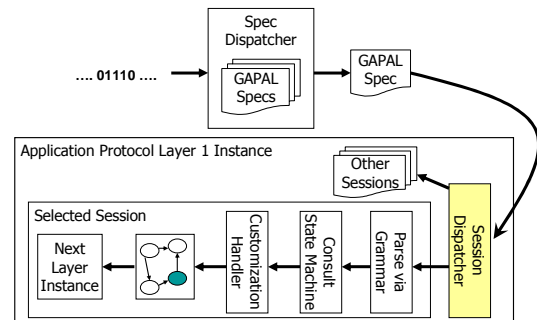 Spec
Dispatcher
.... 01110 ....
GAPAL
Specs
GAPAL
Spec
Application Protocol Layer 1 Instance
Other
Sessions
Selected Session
Next
Layer
Instance
Customization
Handler
Consult
State Machine
Parse via
Grammar
Session
Dispatcher